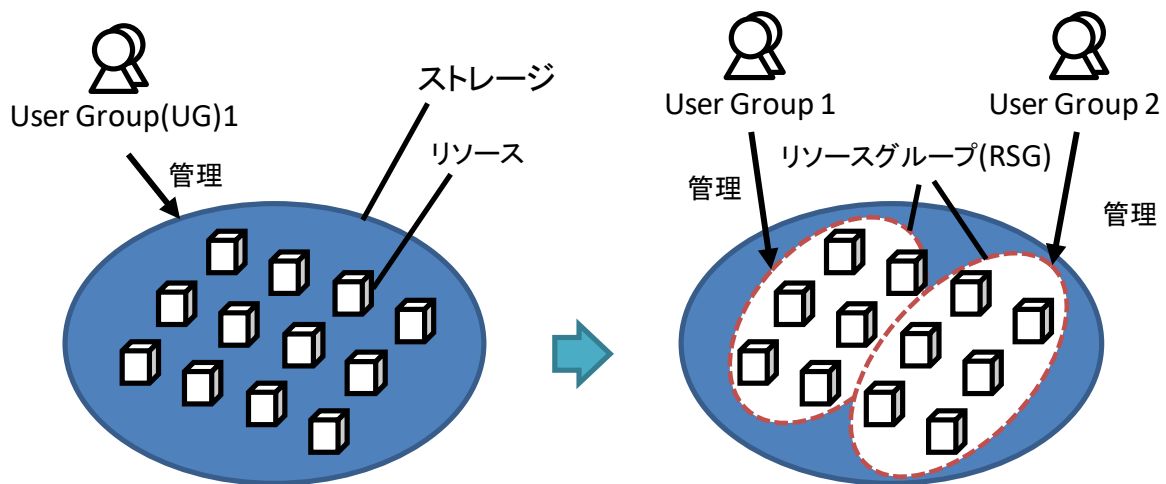 User Group(UG)1
管理
ストレージ
リソース
User Group 1
User Group 2
リソースグループ(RSG)
管理
管理